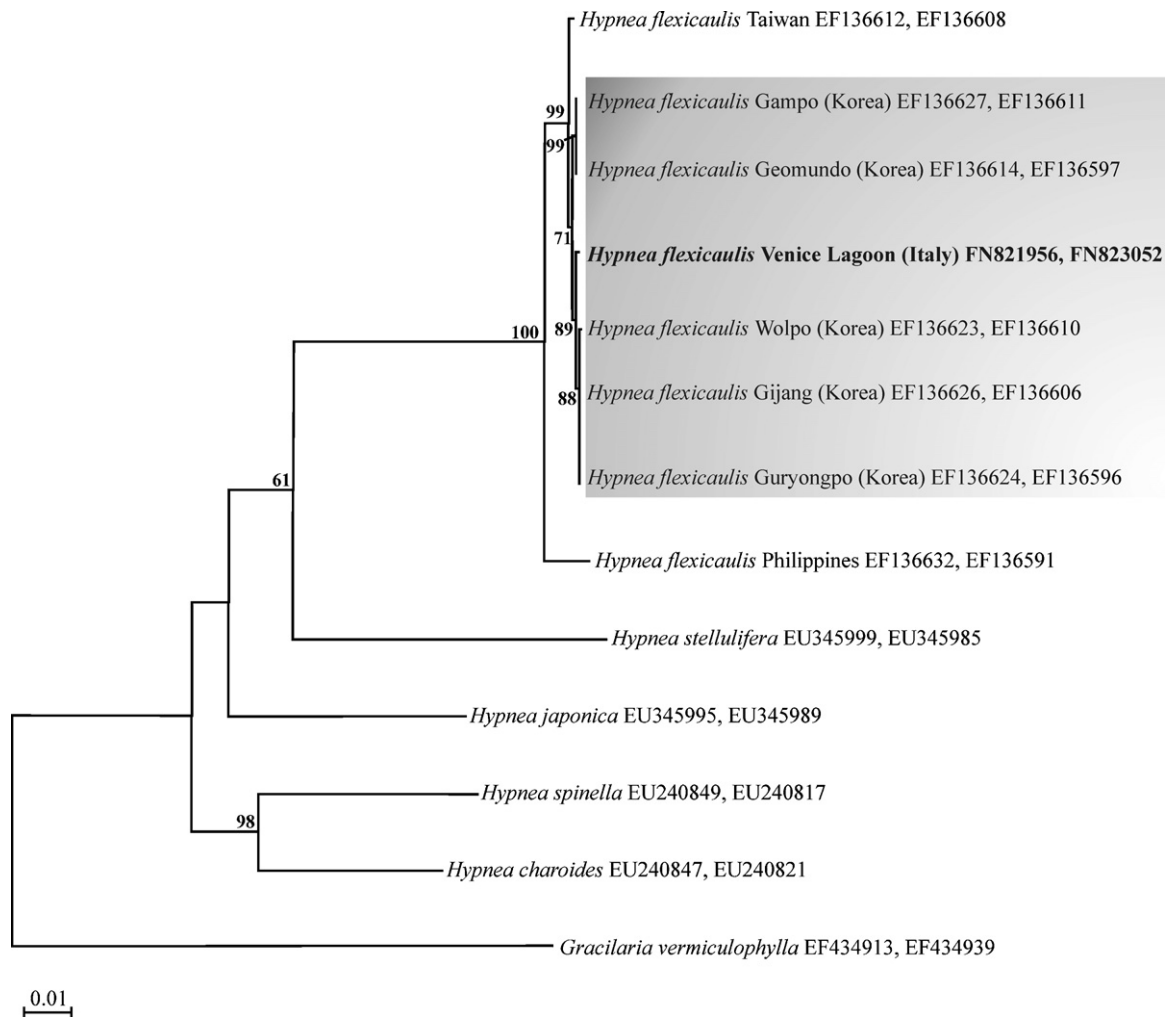 Hypnea flexicaulis Taiwan EF136612, EF136608
Hypnea flexicaulis Gampo (Korea) EF136627, EF136611
99
99
Hypnea flexicaulis Geomundo (Korea) EF136614, EF136597
71
Hypnea flexicaulis Venice Lagoon (Italy) FN821956, FN823052
100
89
Hypnea flexicaulis Wolpo (Korea) EF136623, EF136610
88
Hypnea flexicaulis Gijang (Korea) EF136626, EF136606
61
Hypnea flexicaulis Guryongpo (Korea) EF136624, EF136596
Hypnea flexicaulis Philippines EF136632, EF136591
Hypnea stellulifera EU345999, EU345985
Hypnea japonica EU345995, EU345989
Hypnea spinella EU240849, EU240817
98
Hypnea charoides EU240847, EU240821
Gracilaria vermiculophylla EF434913, EF434939
0.01